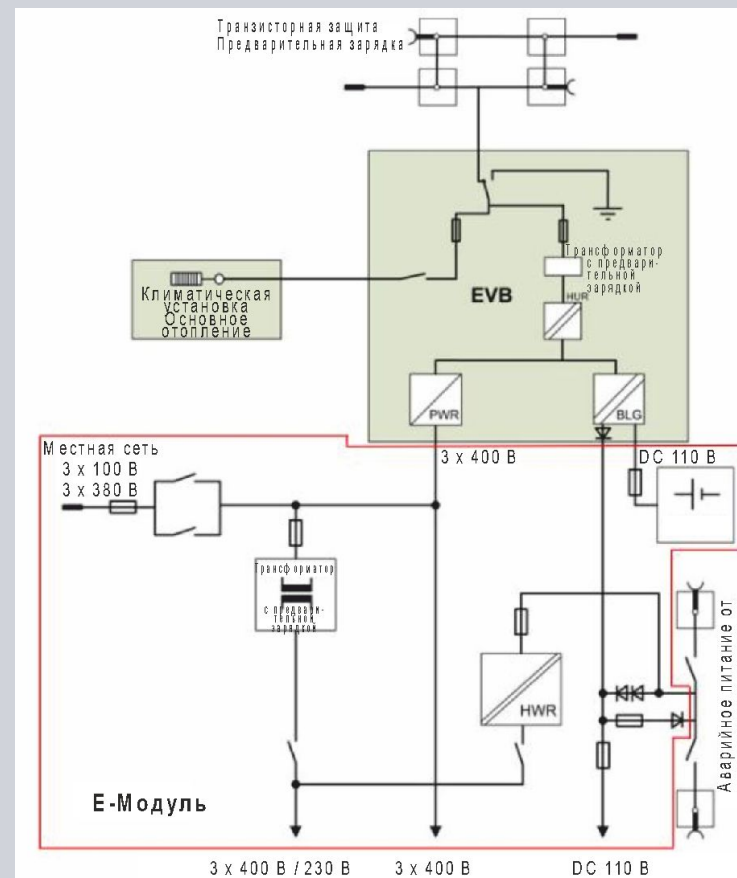 Транзисторная защита
Предварительная зарядка
Трансформатор
с предвари-
тельной
зарядкой
EVB
HUR
Климатическая
установка
Основное
отопление
PWR
BLG
Местная сеть
3 х 100 В
3 х 380 В
3 х 400 В
DC 110 В
Трансформатор
с предвари-
тельной
зарядкой
HWR
Аварийное питание от
Е-Модуль
3 х 400 В / 230 В
3 х 400 В
DC 110 В